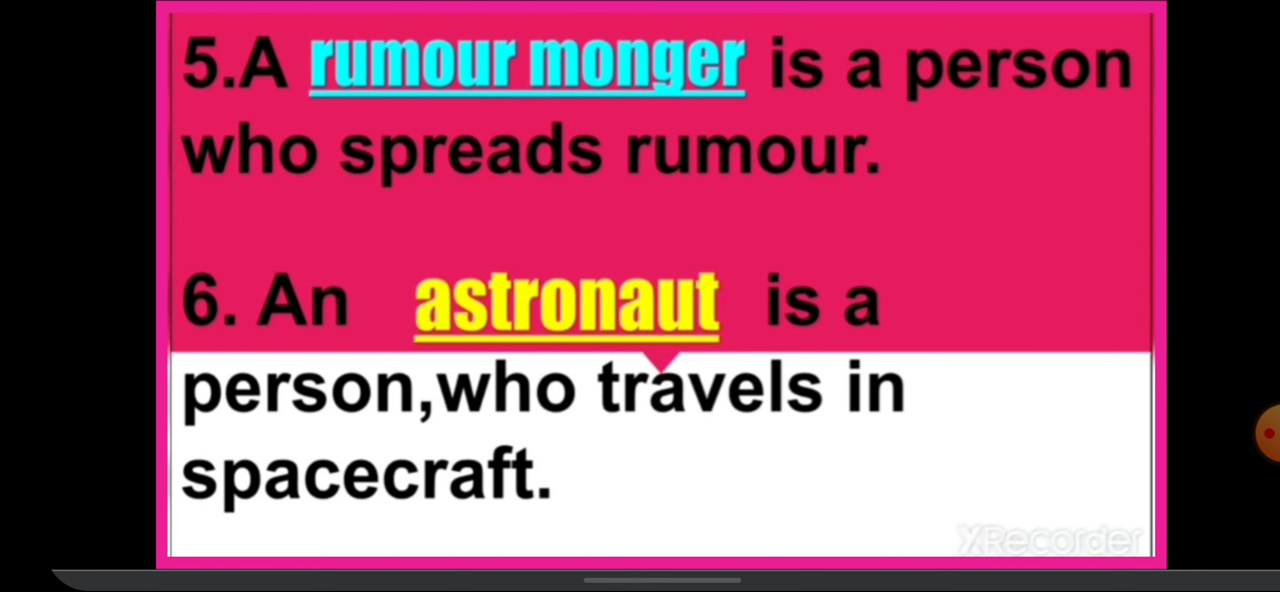 5.A rumour monger is a person
who spreads rumour.
6. An astronaut is a
person,who travels in
spacecraft.
XRecorder